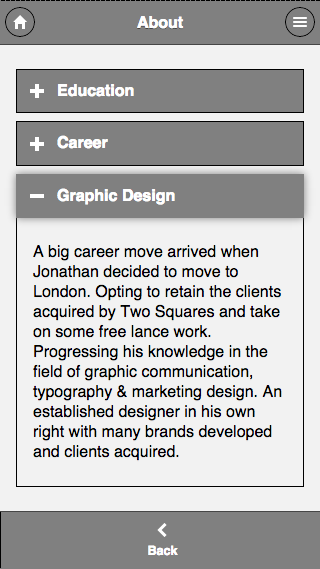 About
Education
Career
Graphic Design
A big career move arrived when
Jonathan decided to move to
London. Opting to retain the clients
acquired by Two Squares and take
on some free lance work.
Progressing his knowledge in the
field of graphic communication,
typography & marketing design. An
established designer in his own
right with many brands developed
and clients acquired.
Back